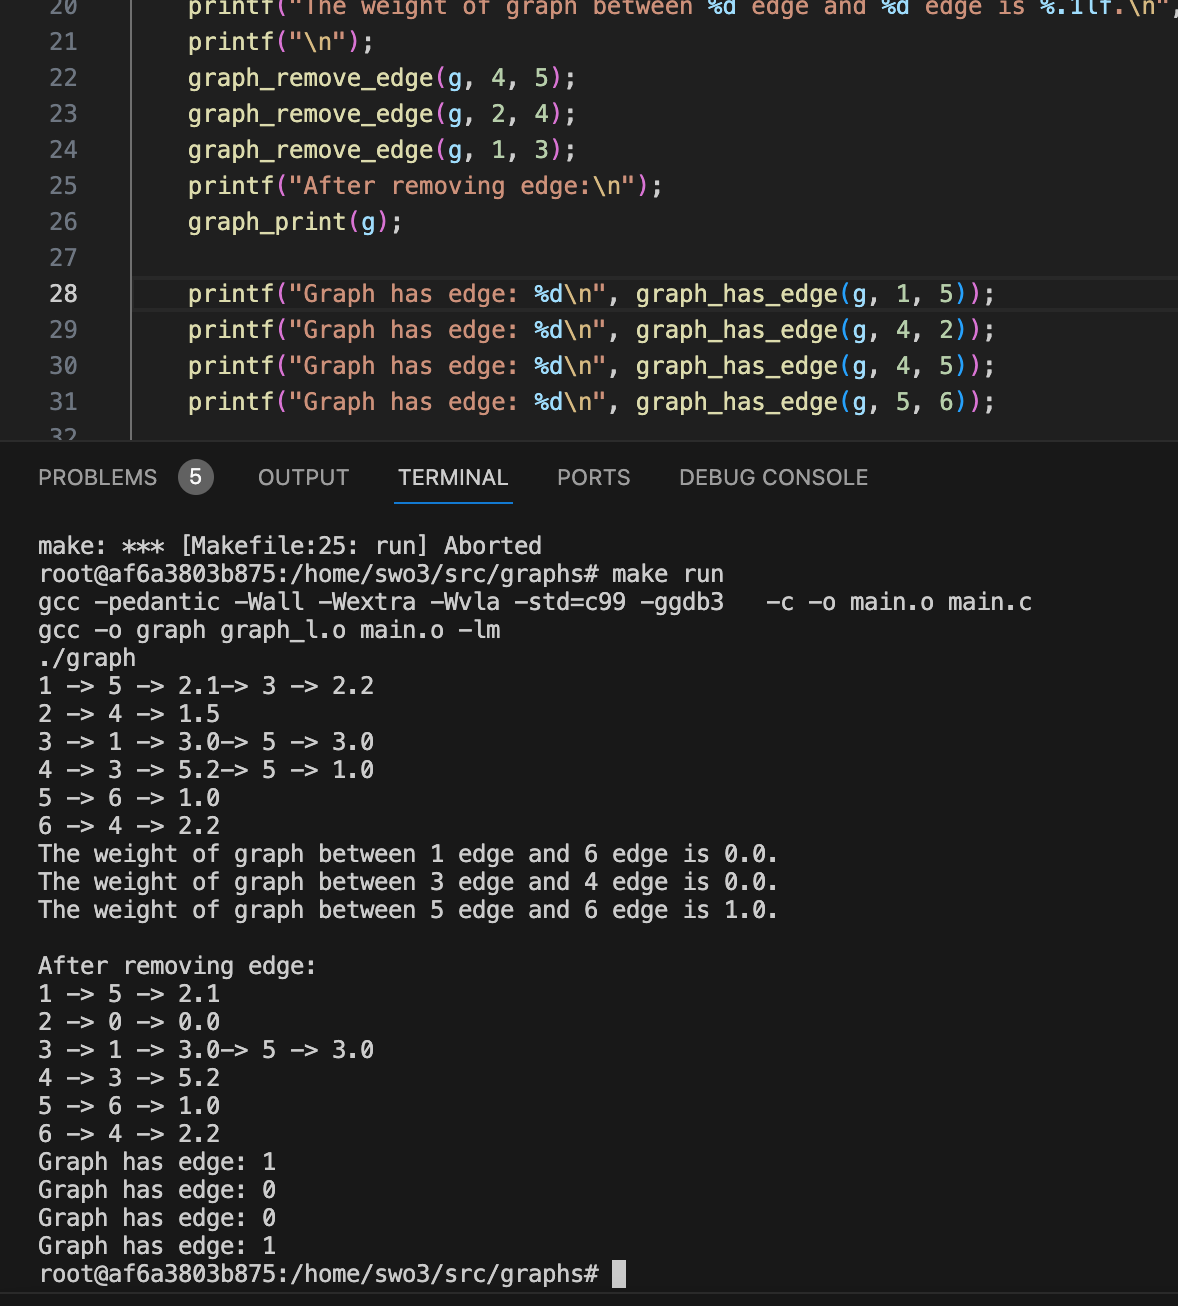 20 printf("The weight of graph between %d edge and %d edge is %.1lf.\n",
21 printf("\n");
22 graph_remove_edge(g, 4, 5);
23 graph_remove_edge(g, 2, 4);
24 graph_remove_edge(g, 1, 3);
25 printf("After removing edge:\n");
26 graph_print(g);
27
28 printf("Graph has edge: %d\n", graph_has_edge(g, 1, 5));
29 printf("Graph has edge: %d\n", graph_has_edge(g, 4, 2));
30 printf("Graph has edge: %d\n", graph_has_edge(g, 4, 5));
31 printf("Graph has edge: %d\n", graph_has_edge(g, 5, 6));
32
PROBLEMS 5 OUTPUT TERMINAL PORTS DEBUG CONSOLE
make: *** [Makefile:25: run] Aborted
root@af6a3803b875:/home/swo3/src/graphs# make run
gcc -pedantic -Wall -Wextra -Wvla -std=c99 -ggdb3   -c -o main.o main.c
gcc -o graph graph_l.o main.o -lm
./graph
1 -> 5 -> 2.1-> 3 -> 2.2
2 -> 4 -> 1.5
3 -> 1 -> 3.0-> 5 -> 3.0
4 -> 3 -> 5.2-> 5 -> 1.0
5 -> 6 -> 1.0
6 -> 4 -> 2.2
The weight of graph between 1 edge and 6 edge is 0.0.
The weight of graph between 3 edge and 4 edge is 0.0.
The weight of graph between 5 edge and 6 edge is 1.0.

After removing edge:
1 -> 5 -> 2.1
2 -> 0 -> 0.0
3 -> 1 -> 3.0-> 5 -> 3.0
4 -> 3 -> 5.2
5 -> 6 -> 1.0
6 -> 4 -> 2.2
Graph has edge: 1
Graph has edge: 0
Graph has edge: 0
Graph has edge: 1
root@af6a3803b875:/home/swo3/src/graphs#